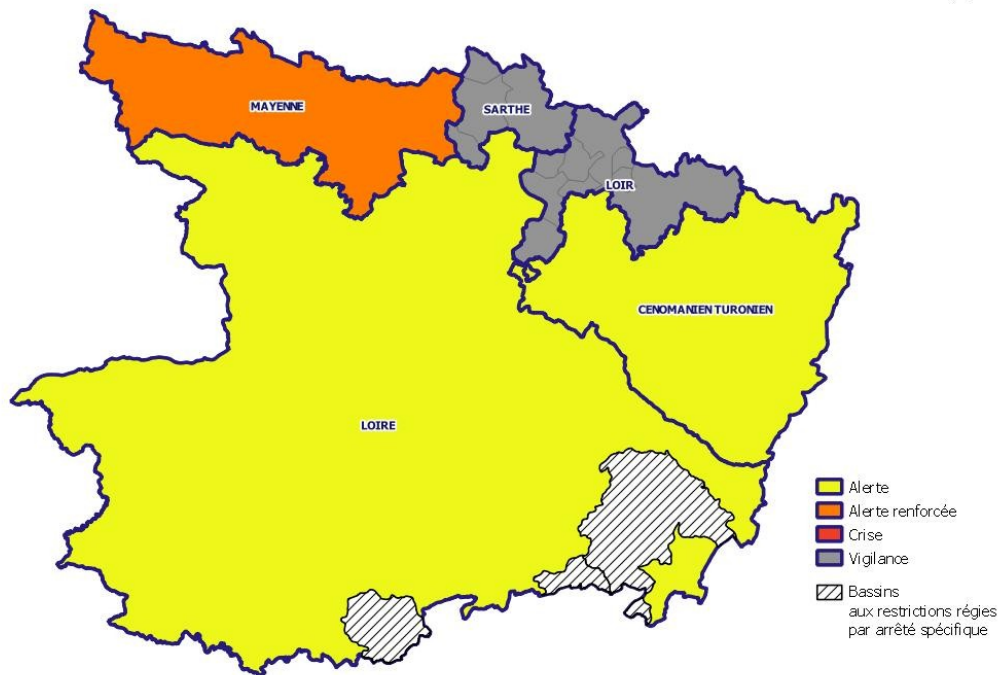 MAYENNE
SARTHE
LOIR
CENOMANIEN TURONIEN
LOIRE
Alerte
Alerte renforcée
Crise
Vigilance
Bassins
aux restrictions régies
par arrêté spécifique